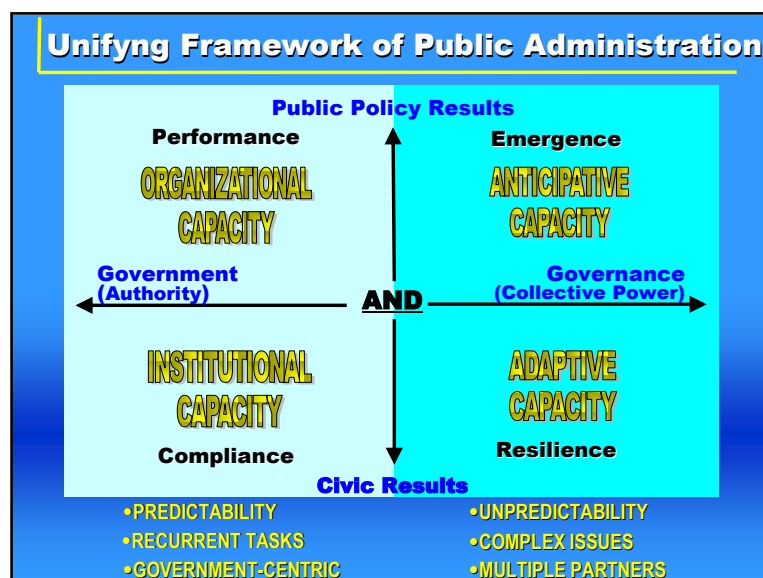 Unifyng Framework of Public Administration
Public Policy Results
Performance
Emergence
ORGANIZATIONAL
CAPACITY
ANTICIPATIVE
CAPACITY
Government
(Authority)
Governance
(Collective Power)
AND
INSTITUTIONAL
CAPACITY
ADAPTIVE
CAPACITY
Compliance
Resilience
Civic Results
•PREDICTABILITY
•RECURRENT TASKS
•GOVERNMENT-CENTRIC
•UNPREDICTABILITY
•COMPLEX ISSUES
•MULTIPLE PARTNERS